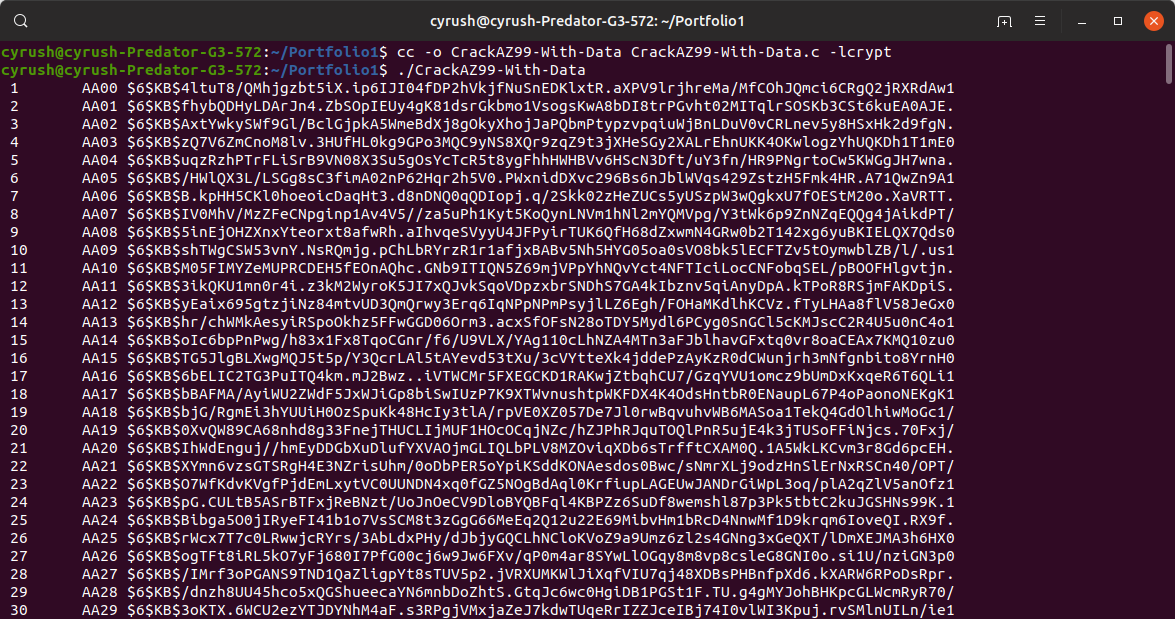 cyrush@cyrush-Predator-G3-572: ~/Portfolio1
cyrush@cyrush-Predator-G3-572:~/Portfolio1$ cc -o CrackAZ99-With-Data CrackAZ99-With-Data.c -lcrypt
cyrush@cyrush-Predator-G3-572:~/Portfolio1$ ./CrackAZ99-With-Data
1 AA00 $6$KB$4ltuT8/QMhjgzbt5iX.ip6IJI04fDP2hVkjfNuSnEDKlxtR.aXPV9lrjhreMa/MfCOhJQmci6CRgQ2jRXRdAw1
2 AA01 $6$KB$fhybQDHyLDArJn4.ZbSOpIEUy4gK81dsrGkbmo1VsogsKwA8bDI8trPGvht02MITqlrSOSKb3CSt6kuEA0AJE.
3 AA02 $6$KB$AxtYwkySWf9Gl/BclGjpkA5WmeBdXj8gOkyXhojJaPQbmPtypzvpqiuWjBnLDuV0vCRLnev5y8HSxHk2d9fgN.
4 AA03 $6$KB$zQ7V6ZmCnoM8lv.3HUfHL0kg9GPo3MQC9yNS8XQr9zqZ9t3jXHeSGy2XALrEhnUKK4OKwlogzYhUQKDh1T1mE0
5 AA04 $6$KB$uqzRzhPTrFLiSrB9VN08X3Su5gOsYcTcR5t8ygFhhHWHBVv6HScN3Dft/uY3fn/HR9PNgrtoCw5KWGgJH7wna.
6 AA05 $6$KB$/HWlQX3L/LSGg8sC3fimA02nP62Hqr2h5V0.PWxnidDXvc296Bs6nJblWVqs429ZstzH5Fmk4HR.A71QwZn9A1
7 AA06 $6$KB$B.kpHH5CKl0hoeoicDaqHt3.d8nDNQ0qQDIopj.q/2Skk02zHeZUCs5yUSzpW3wQgkxU7fOEStM20o.XaVRTT.
8 AA07 $6$KB$IV0MhV/MzZFeCNpginp1Av4V5//za5uPh1Kyt5KoQynLNVm1hNl2mYQMVpg/Y3tWk6p9ZnNZqEQQg4jAikdPT/
9 AA08 $6$KB$5inEjOHZXnxYteorxt8afwRh.aIhvqeSVyyU4JFPyirTUK6QfH68dZxwmN4GRw0b2T142xg6yuBKIELQX7Qds0
10 AA09 $6$KB$shTWgCSW53vnY.NsRQmjg.pChLbRYrzR1r1afjxBABv5Nh5HYG05oa0sVO8bk5lECFTZv5tOymwblZB/l/.us1
11 AA10 $6$KB$M05FIMYZeMUPRCDEH5fEOnAQhc.GNb9ITIQN5Z69mjVPpYhNQvYct4NFTIciLocCNFobqSEL/pBOOFHlgvtjn.
12 AA11 $6$KB$3ikQKU1mn0r4i.z3kM2WyroK5JI7xQJvkSqoVDpzxbrSNDhS7GA4kIbznv5qiAnyDpA.kTPoR8RSjmFAKDpiS.
13 AA12 $6$KB$yEaix695gtzjiNz84mtvUD3QmQrwy3Erq6IqNPpNPmPsyjlLZ6Egh/FOHaMKdlhKCVz.fTyLHAa8flV58JeGx0
14 AA13 $6$KB$hr/chWMkAesyiRSpoOkhz5FFwGGD06Orm3.acxSfOFsN28oTDY5Mydl6PCyg0SnGCl5cKMJscC2R4U5u0nC4o1
15 AA14 $6$KB$oIc6bpPnPwg/h83x1Fx8TqoCGnr/f6/U9VLX/YAg110cLhNZA4MTn3aFJblhavGFxtq0vr8oaCEAx7KMQ10zu0
16 AA15 $6$KB$TG5JlgBLXwgMQJ5t5p/Y3QcrLAl5tAYevd53tXu/3cVYtteXk4jddePzAyKzR0dCWunjrh3mNfgnbito8YrnH0
17 AA16 $6$KB$6bELIC2TG3PuITQ4km.mJ2Bwz..iVTWCMr5FXEGCKD1RAKwjZtbqhCU7/GzqYVU1omcz9bUmDxKxqeR6T6QLi1
18 AA17 $6$KB$bBAFMA/AyiWU2ZWdF5JxWJiGp8biSwIUzP7K9XTWvnushtpWKFDX4K4OdsHntbR0ENaupL67P4oPaonoNEKgK1
19 AA18 $6$KB$bjG/RgmEi3hYUUiH0OzSpuKk48HcIy3tlA/rpVE0XZ057De7Jl0rwBqvuhvWB6MASoa1TekQ4GdOlhiwMoGc1/
20 AA19 $6$KB$0XvQW89CA68nhd8g33FnejTHUCLIjMUF1HOcOCqjNZc/hZJPhRJquTOQlPnR5ujE4k3jTUSoFFiNjcs.70Fxj/
21 AA20 $6$KB$IhWdEnguj//hmEyDDGbXuDlufYXVAOjmGLIQLbPLV8MZOviqXDb6sTrfftCXAM0Q.1A5WkLKCvm3r8Gd6pcEH.
22 AA21 $6$KB$XYmn6vzsGTSRgH4E3NZrisUhm/0oDbPER5oYpiKSddKONAesdos0Bwc/sNmrXLj9odzHnSlErNxRSCn40/OPT/
23 AA22 $6$KB$O7WfKdvKVgfPjdEmLxytVC0UUNDN4xq0fGZ5NOgBdAql0KrfiupLAGEUwJANDrGiWpL3oq/plA2qZlV5anOfz1
24 AA23 $6$KB$pG.CULtB5ASrBTFxjReBNzt/UoJnOeCV9DloBYQBFql4KBPZz6SuDf8wemshl87p3Pk5tbtC2kuJGSHNs99K.1
25 AA24 $6$KB$Bibga5O0jIRyeFI41b1o7VsSCM8t3zGgG66MeEq2Q12u22E69MibvHm1bRcD4NnwMf1D9krqm6IoveQI.RX9f.
26 AA25 $6$KB$rWcx7T7c0LRwwjcRYrs/3AbLdxPHy/dJbjyGQCLhNCloKVoZ9a9Umz6zl2s4GNng3xGeQXT/lDmXEJMA3h6HX0
27 AA26 $6$KB$ogTFt8iRL5kO7yFj680I7PfG00cj6w9Jw6FXv/qP0m4ar8SYwLlOGqy8m8vp8csleG8GNI0o.si1U/nziGN3p0
28 AA27 $6$KB$/IMrf3oPGANS9TND1QaZligpYt8sTUV5p2.jVRXUMKWlJiXqfVIU7qj48XDBsPHBnfpXd6.kXARW6RPoDsRpr.
29 AA28 $6$KB$/dnzh8UU45hco5xQGShueecaYN6mnbDoZhtS.GtqJc6wc0HgiDB1PGSt1F.TU.g4gMYJohBHKpcGLWcmRyR70/
30 AA29 $6$KB$3oKTX.6WCU2ezYTJDYNhM4aF.s3RPgjVMxjaZeJ7kdwTUqeRrIZZJceIBj74I0vlWI3Kpuj.rvSMlnUILn/ie1